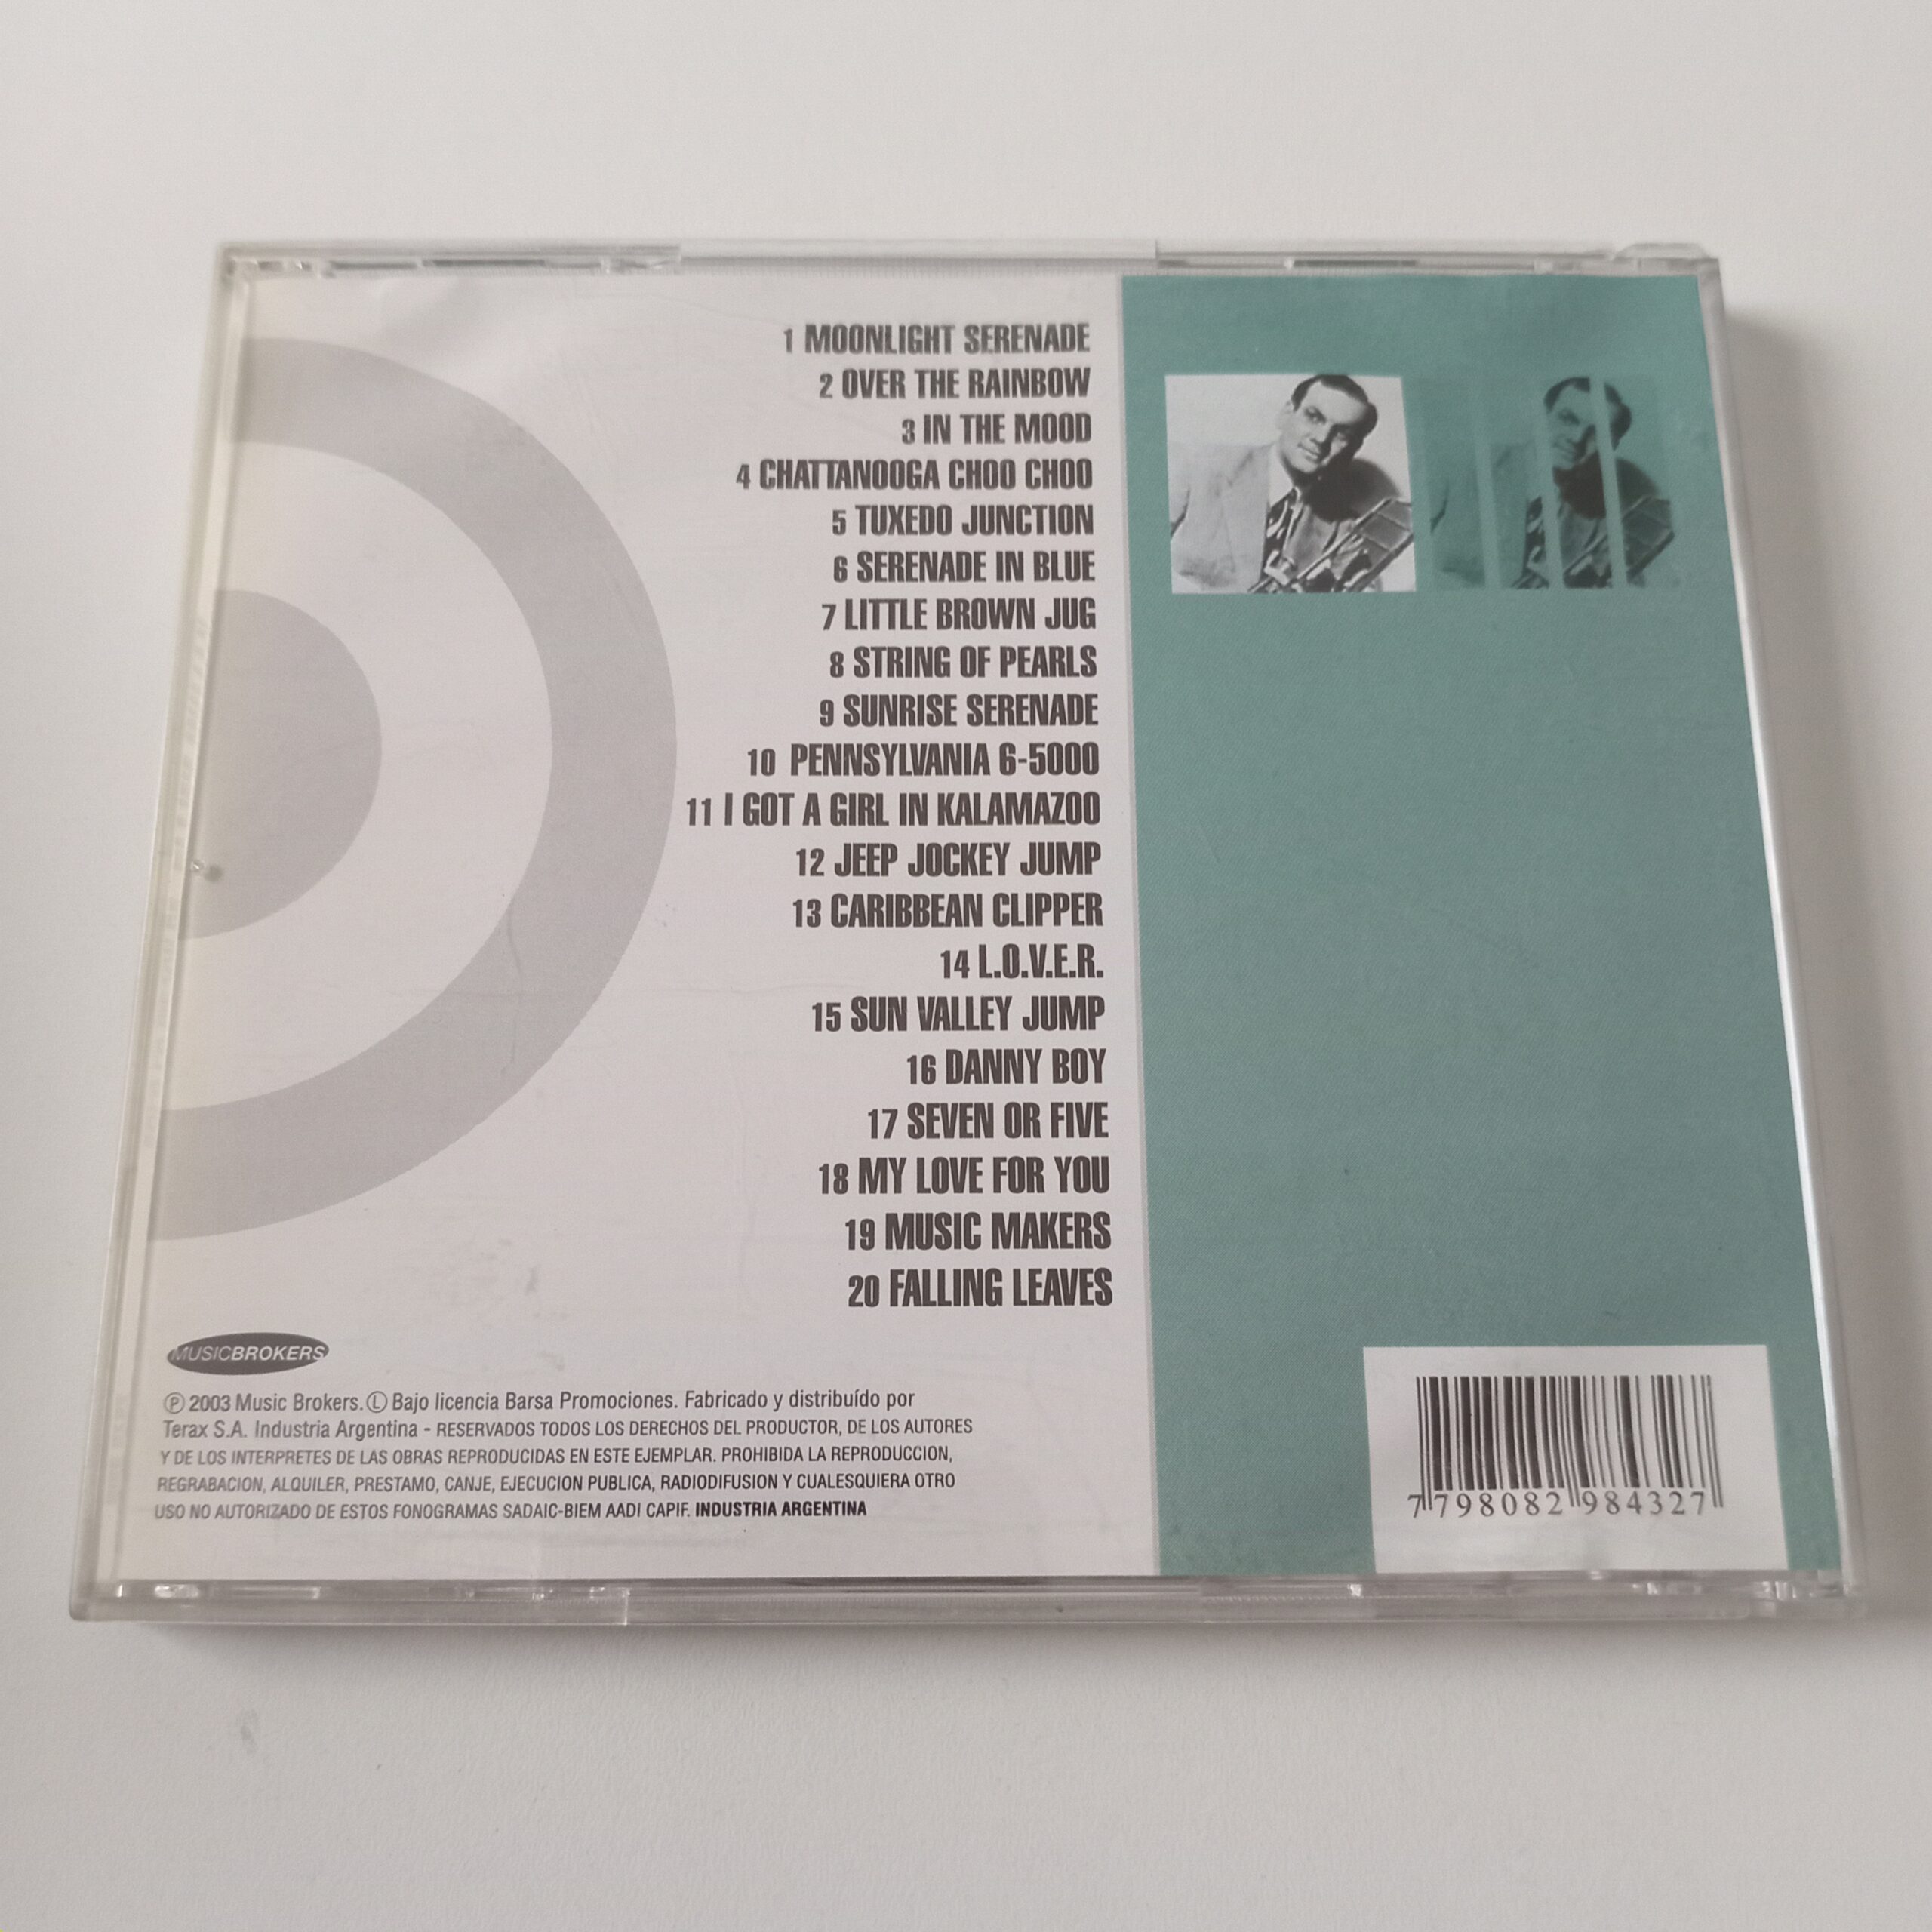 1 MOONLIGHT SERENADE
2 OVER THE RAINBOW
3 IN THE MOOD
4 CHATTANOOGA CHOO CHOO
5 TUXEDO JUNCTION
6 SERENADE IN BLUE
7 LITTLE BROWN JUG
8 STRING OF PEARLS
9 SUNRISE SERENADE
10 PENNSYLVANIA 6-5000
11 I GOT A GIRL IN KALAMAZOO
12 JEEP JOCKEY JUMP
13 CARIBBEAN CLIPPER
14 L.O.V.E.R.
15 SUN VALLEY JUMP
16 DANNY BOY
17 SEVEN OR FIVE
18 MY LOVE FOR YOU
19 MUSIC MAKERS
20 FALLING LEAVES
MUSICBROKERS
Ⓟ 2003 Music Brokers. Ⓛ Bajo licencia Barsa Promociones. Fabricado y distribuído por
Terax S.A. Industria Argentina - RESERVADOS TODOS LOS DERECHOS DEL PRODUCTOR, DE LOS AUTORES
Y DE LOS INTERPRETES DE LAS OBRAS REPRODUCIDAS EN ESTE EJEMPLAR. PROHIBIDA LA REPRODUCCION,
REGRABACION, ALQUILER, PRESTAMO, CANJE, EJECUCION PUBLICA, RADIODIFUSION Y CUALESQUIERA OTRO
USO NO AUTORIZADO DE ESTOS FONOGRAMAS SADAIC-BIEM AADI CAPIF. INDUSTRIA ARGENTINA
7 798082 984327